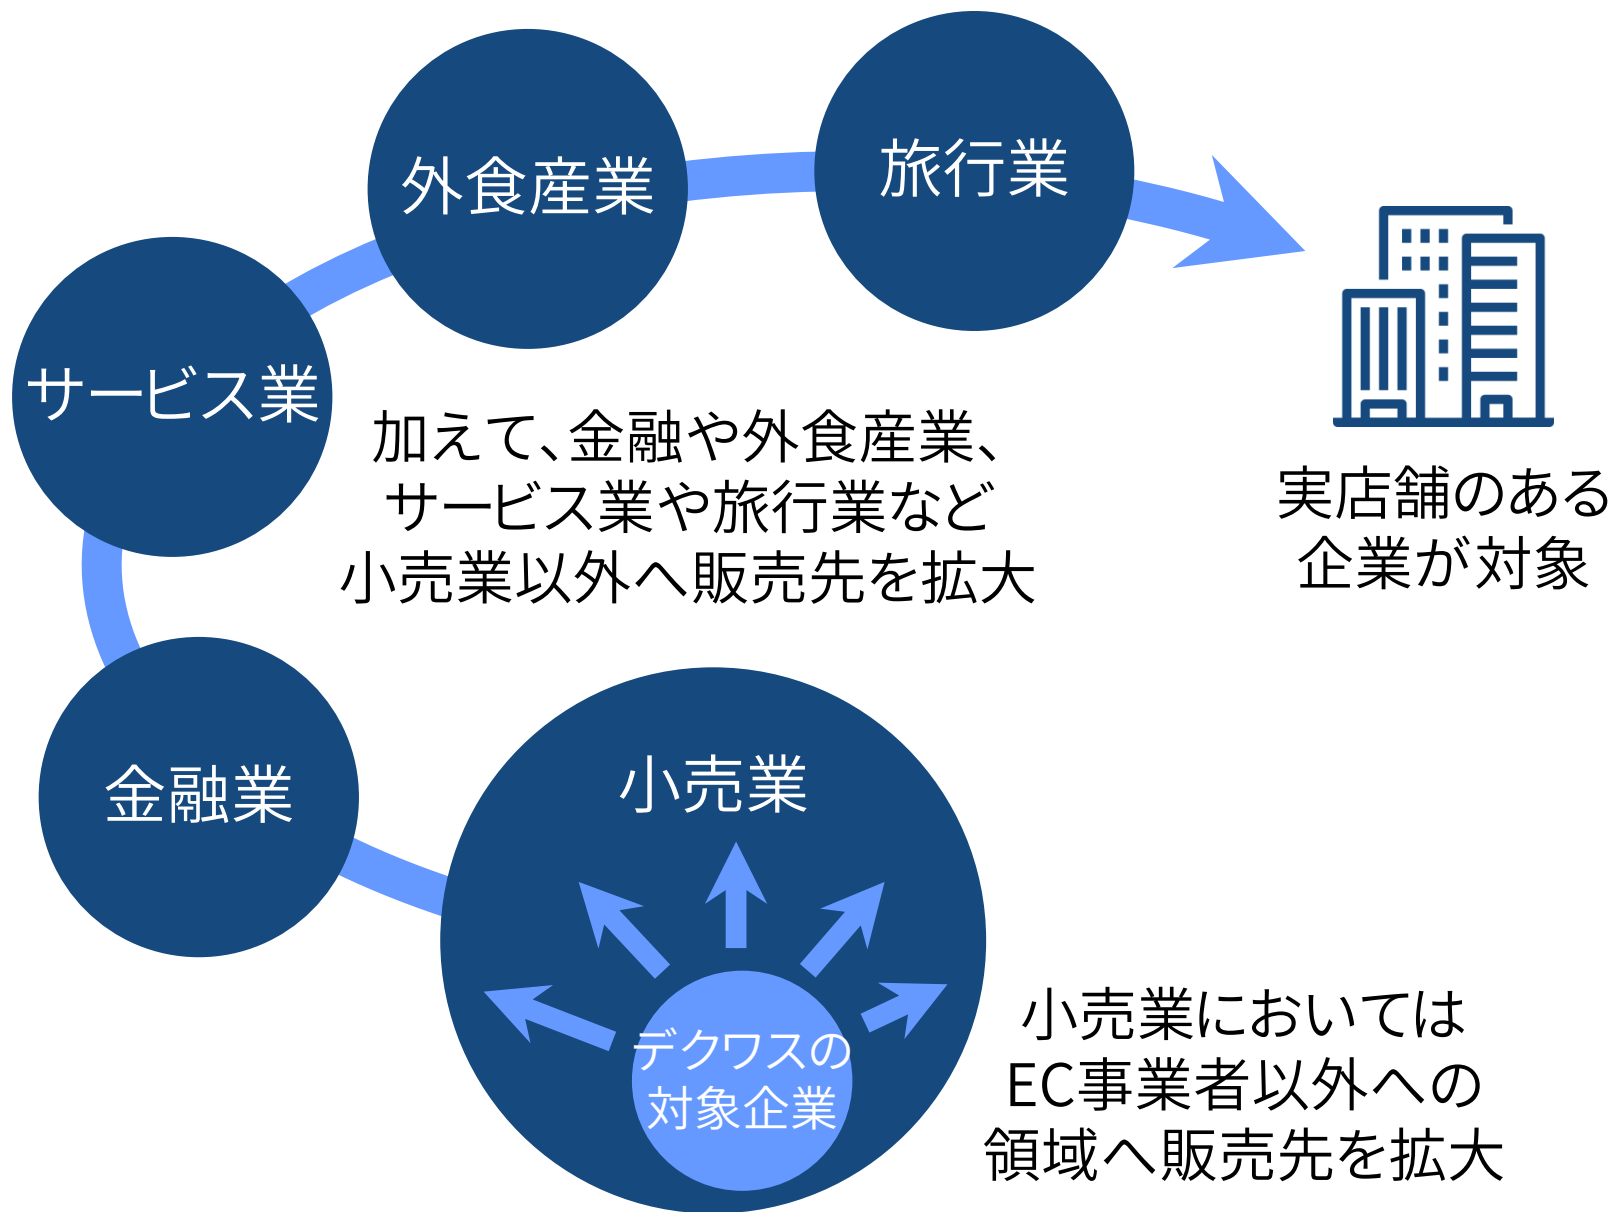 外食産業
旅行業
サービス業
加えて、金融や外食産業、
サービス業や旅行業など
小売業以外へ販売先を拡大
実店舗のある
企業が対象
金融業
小売業
デクワスの
対象企業
小売業においては
EC事業者以外への
領域へ販売先を拡大